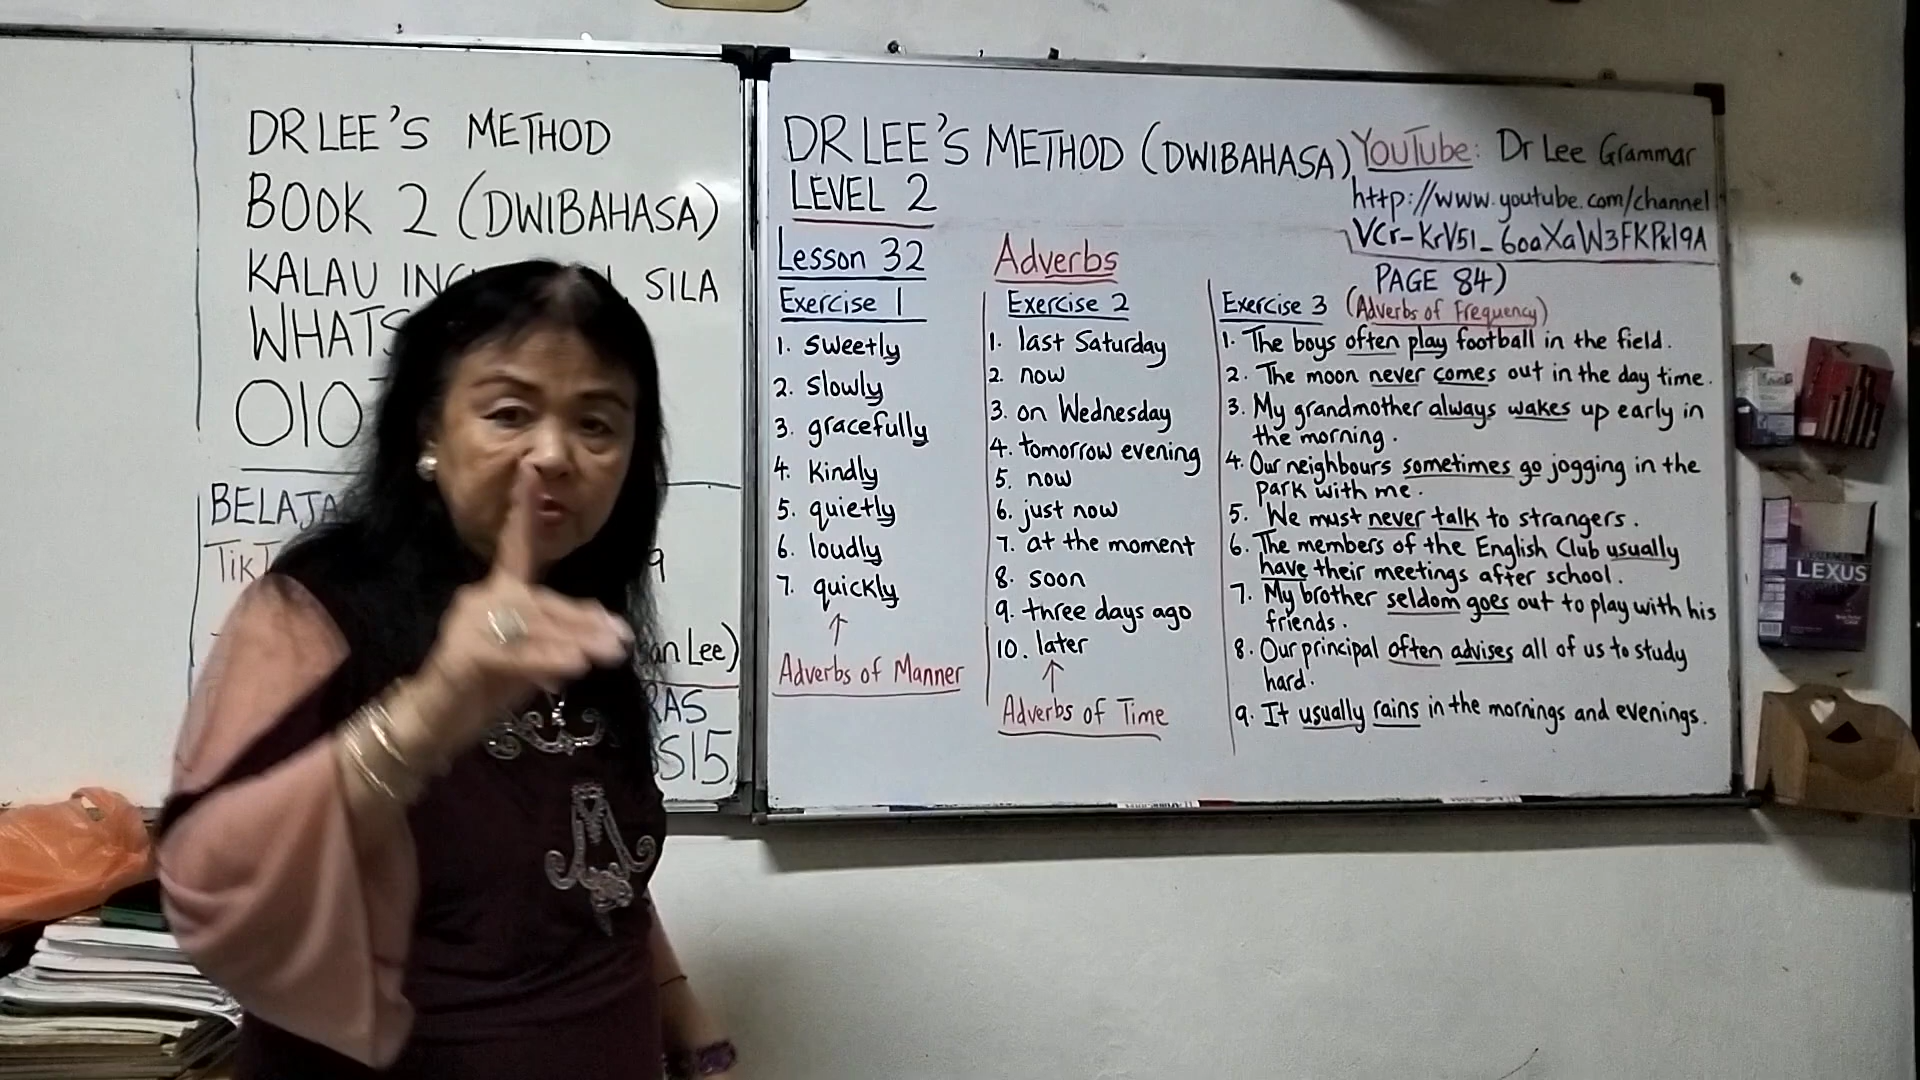 DR LEE'S METHOD
BOOK 2 (DWIBAHASA)
KALAU SILA
010
9
an Lee)
RAS
S15
DR LEE'S METHOD (DWIBAHASA)
LEVEL 2
YouTube: Dr Lee Grammar
http://www.youtube.com/channel
PAGE 84)
Lesson 32
Adverbs
Exercise 1
1. sweetly
2. slowly
3. gracefully
4. kindly
5. quietly
6. loudly
7. quickly
Adverbs of Manner
Exercise 2
1. last Saturday
2. now
3. on Wednesday
4. tomorrow evening
5. now
6. just now
7. at the moment
8. soon
9. three days ago
10. later
Adverbs of Time
Exercise 3 (Adverbs of Frequency)
1. The boys often play football in the field.
2. The moon never comes out in the day time.
3. My grandmother always wakes up early in
the morning.
4. Our neighbours sometimes go jogging in the
park with me.
5. We must never talk to strangers.
6. The members of the English Club usually
have their meetings after school.
7. My brother seldom goes out to play with his
friends.
8. Our principal often advises all of us to study
hard.
9. It usually rains in the mornings and evenings.
LEXUS